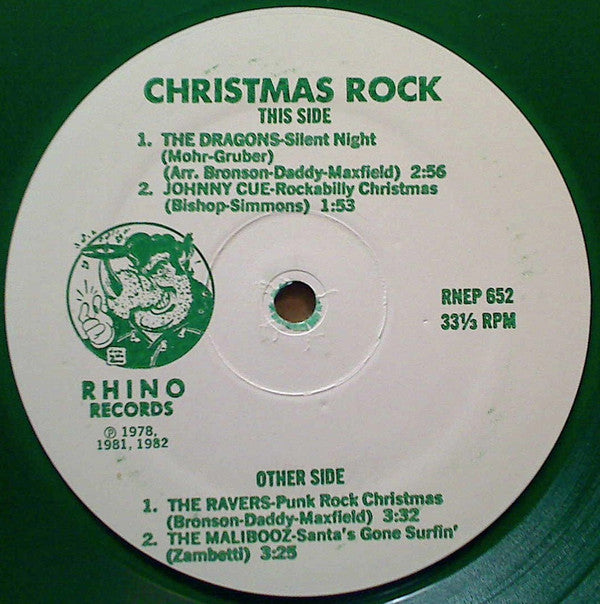 CHRISTMAS ROCK
THIS SIDE
1. THE DRAGONS-Silent Night
(Mohr-Gruber)
(Arr. Bronson-Daddy-Maxfield) 2:56
2. JOHNNY CUE-Rockabilly Christmas
(Bishop-Simmons) 1:53
RNEP 652
33⅓ RPM
RHINO
RECORDS
℗ 1978,
1981, 1982
OTHER SIDE
1. THE RAVERS-Punk Rock Christmas
(Bronson-Daddy-Maxfield) 3:32
2. THE MALIBOOZ-Santa's Gone Surfin'
(Zambetti) 3:25